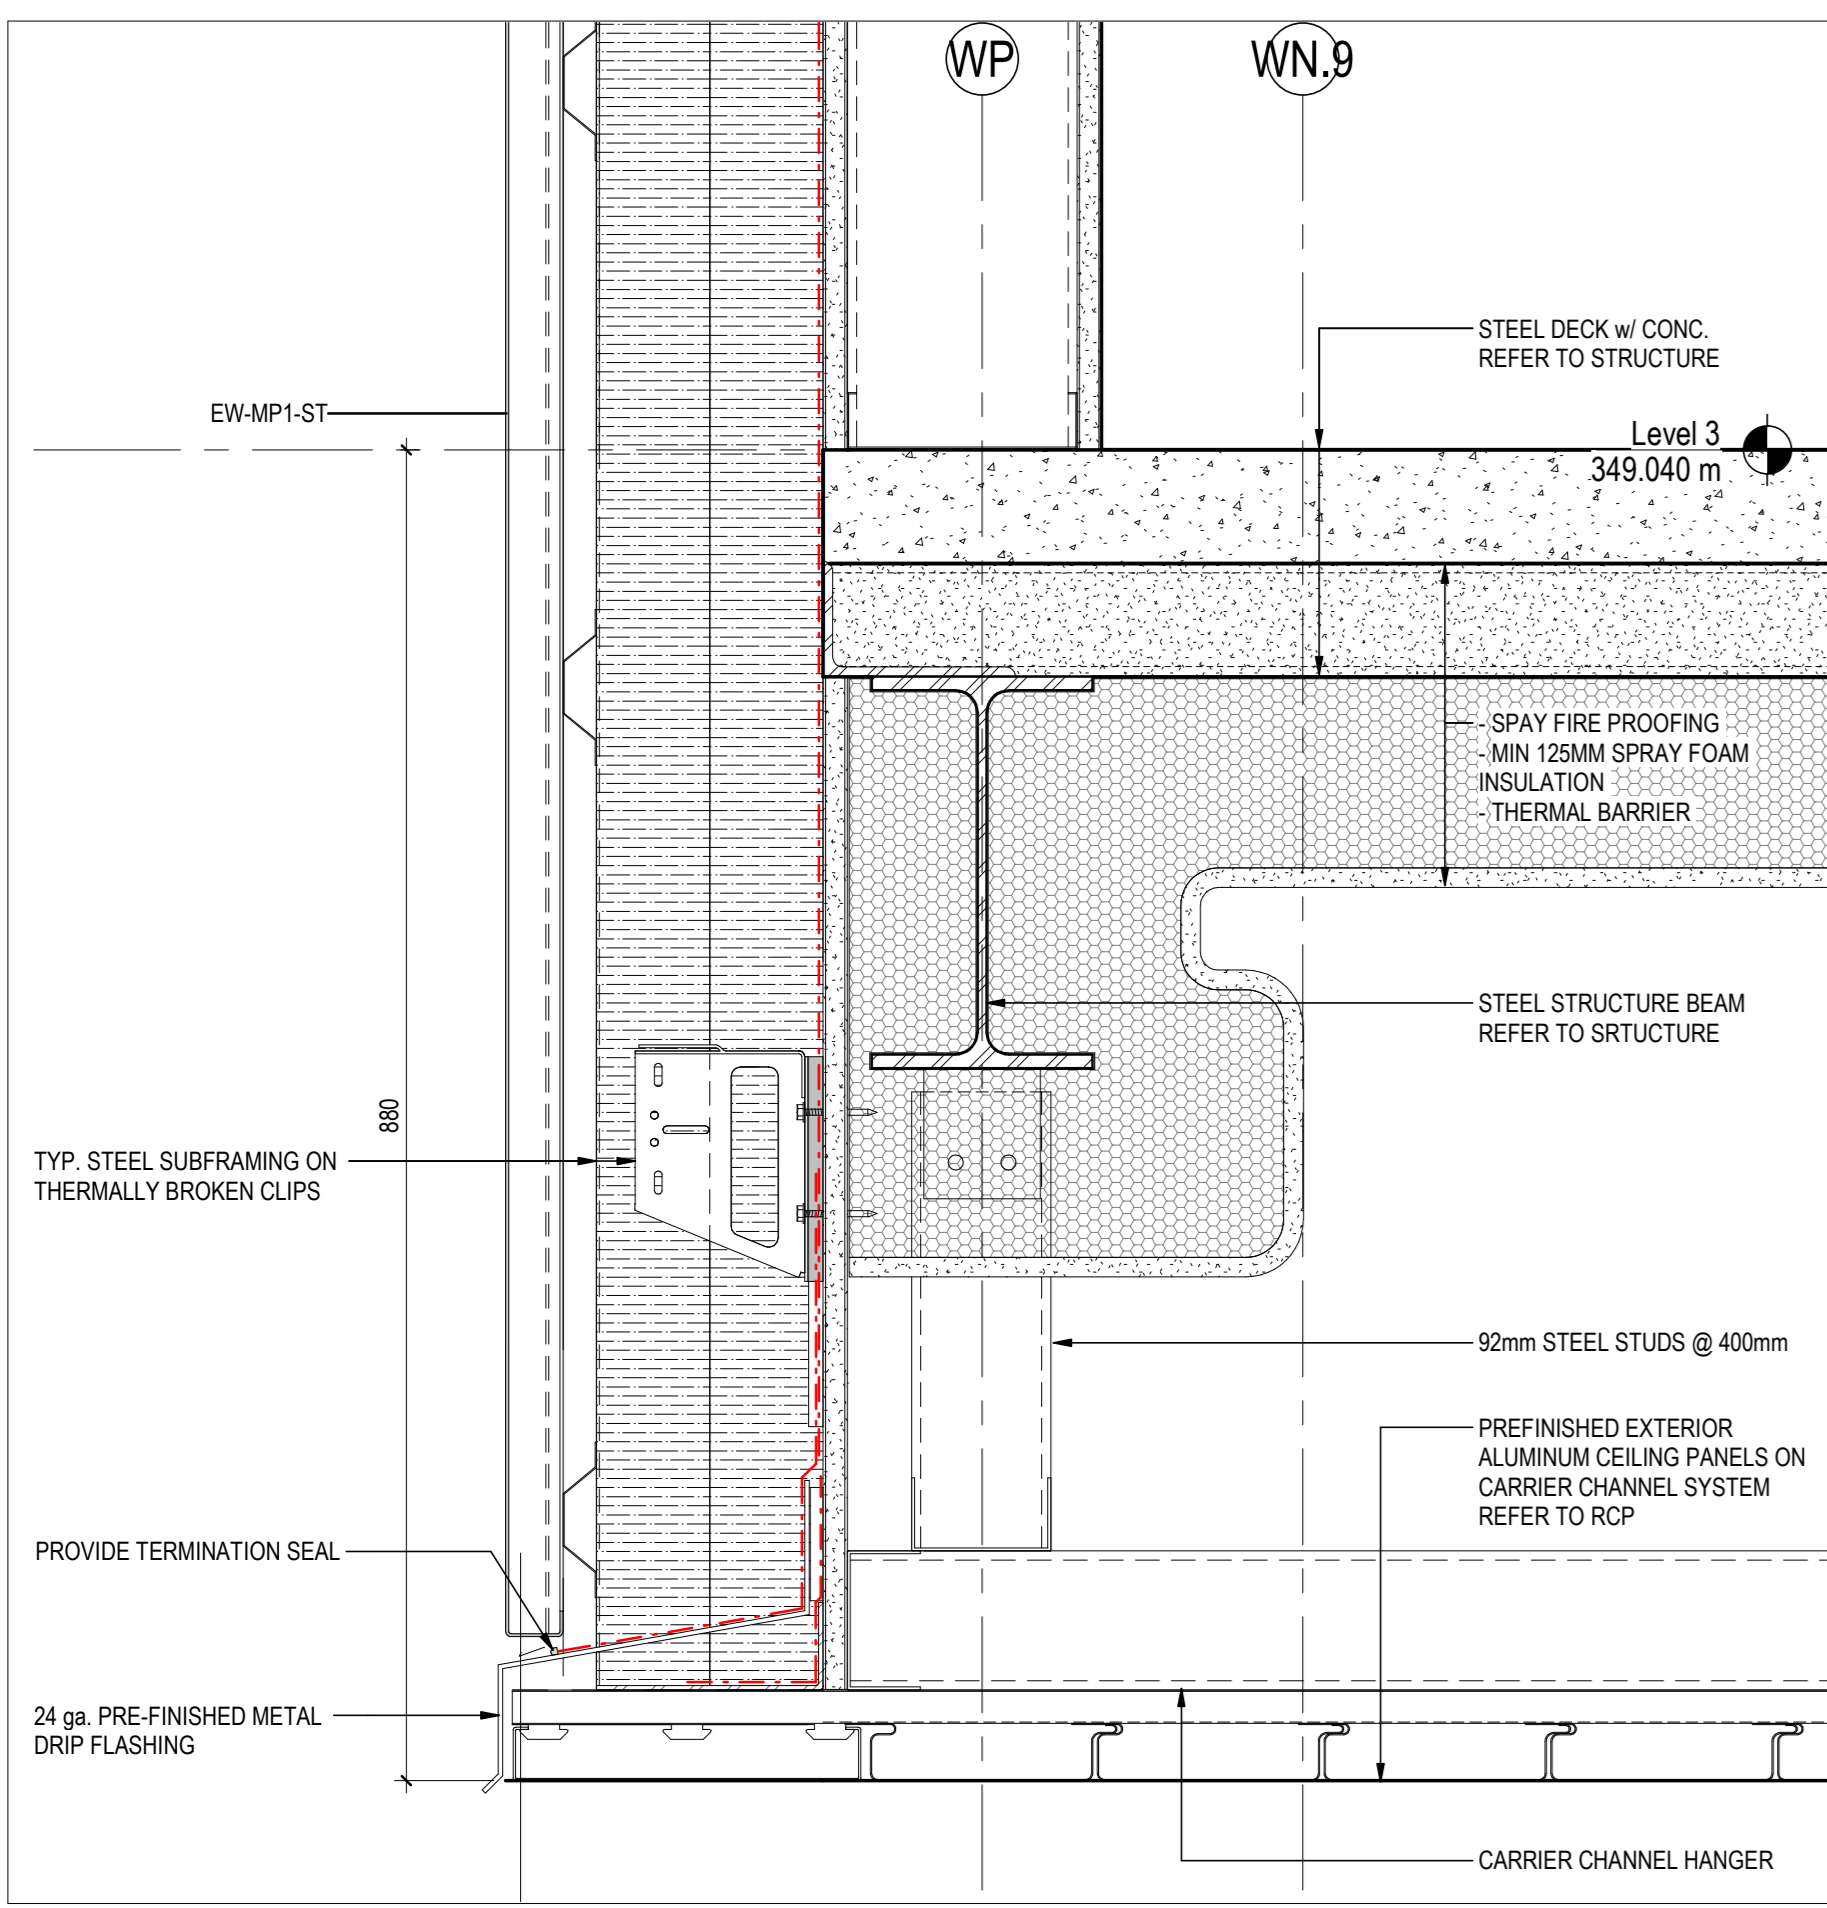 WP
WN.9
STEEL DECK w/ CONC.
REFER TO STRUCTURE
EW-MP1-ST
Level 3
349.040 m
- SPAY FIRE PROOFING
- MIN 125MM SPRAY FOAM
INSULATION
- THERMAL BARRIER
STEEL STRUCTURE BEAM
REFER TO SRTUCTURE
880
TYP. STEEL SUBFRAMING ON
THERMALLY BROKEN CLIPS
92mm STEEL STUDS @ 400mm
PREFINISHED EXTERIOR
ALUMINUM CEILING PANELS ON
CARRIER CHANNEL SYSTEM
REFER TO RCP
PROVIDE TERMINATION SEAL
24 ga. PRE-FINISHED METAL
DRIP FLASHING
CARRIER CHANNEL HANGER